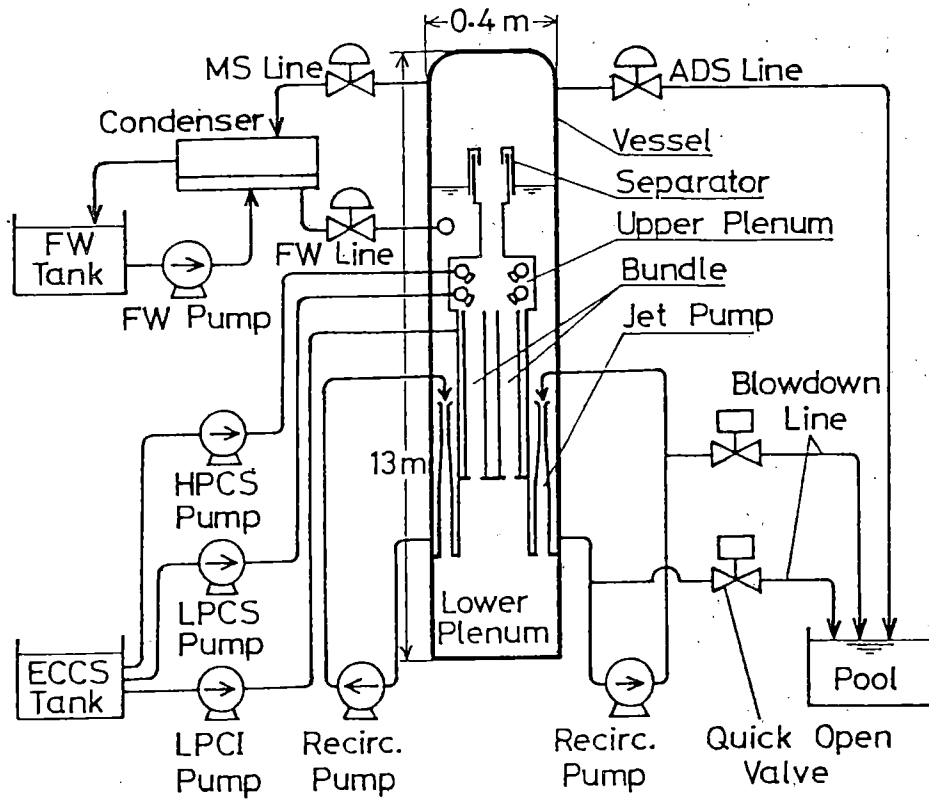 0.4 m
MS Line
ADS Line
Condenser
Vessel
Separator
FW
Tank
FW Line
Upper Plenum
Bundle
FW Pump
Jet Pump
Blowdown
Line
13 m
HPCS
Pump
LPCS
Pump
Lower
Plenum
ECCS
Tank
Pool
LPCI
Pump
Recirc.
Pump
Recirc.
Pump
Quick Open
Valve